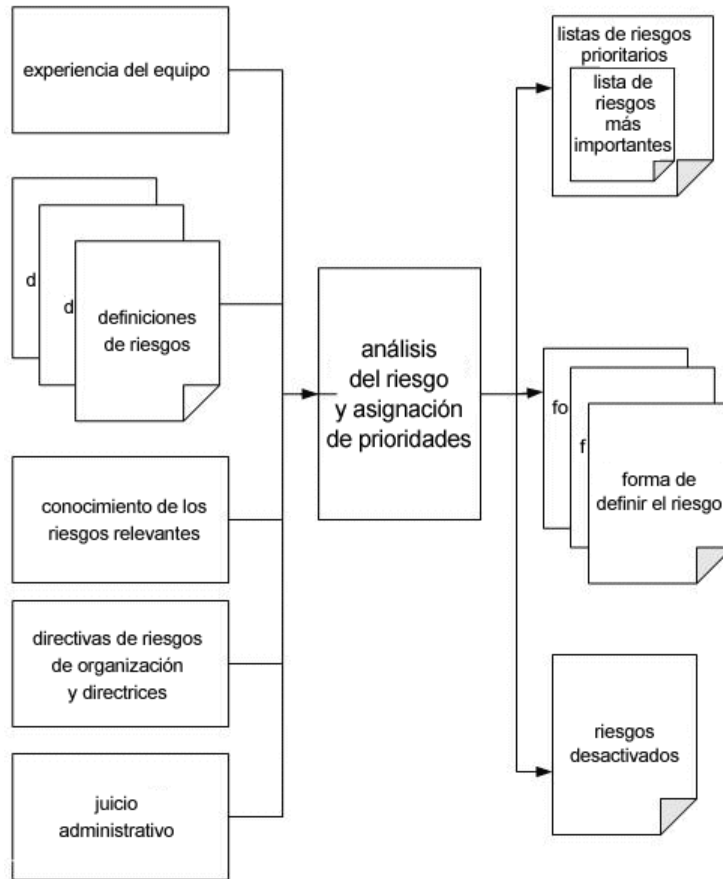 experiencia del equipo
d
d
definiciones
de riesgos
conocimiento de los
riesgos relevantes
directivas de riesgos
de organización
y directrices
juicio
administrativo
análisis
del riesgo
y asignación
de prioridades
listas de riesgos
prioritarios
lista de
riesgos
más
importantes
fo
f
forma de
definir el riesgo
riesgos
desactivados